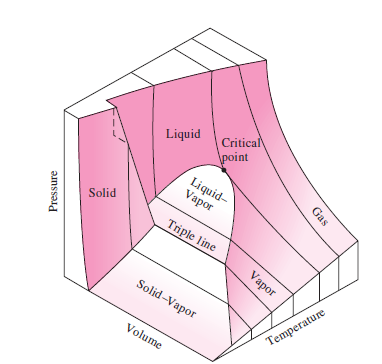 Liquid
Critical
point
Solid
Pressure
Liquid–
Vapor
Gas
Triple line
Vapor
Solid–Vapor
Volume
Temperature